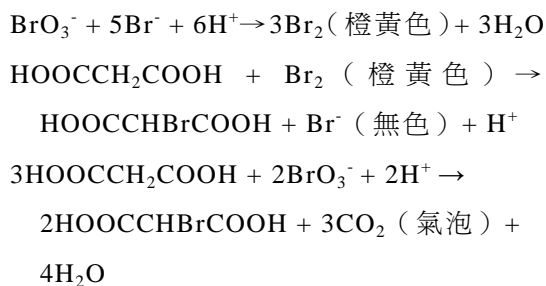 BrO₃⁻ + 5Br⁻ + 6H⁺→3Br₂(橙黃色)+ 3H₂O
HOOCCH₂COOH + Br₂(橙黃色)→
HOOCCHBrCOOH + Br⁻(無色)+ H⁺
3HOOCCH₂COOH + 2BrO₃⁻ + 2H⁺→
2HOOCCHBrCOOH + 3CO₂(氣泡)+
4H₂O